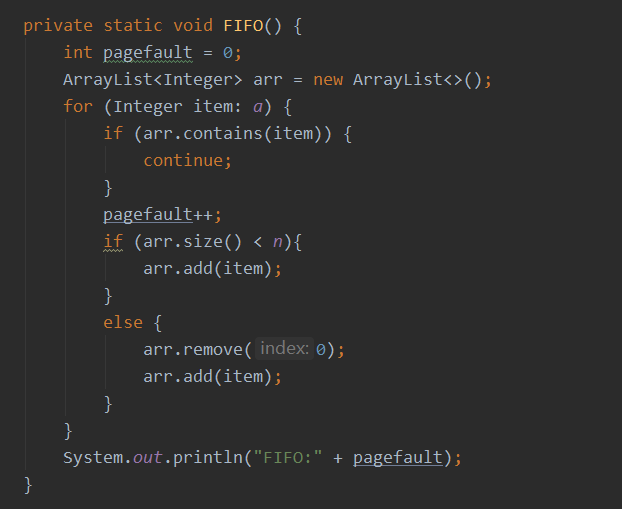 private static void FIFO() {
int pagefault = 0;
ArrayList<Integer> arr = new ArrayList<>();
for (Integer item: a) {
if (arr.contains(item)) {
continue;
}
pagefault++;
if (arr.size() < n){
arr.add(item);
}
else {
arr.remove( index: 0);
arr.add(item);
}
}
System.out.println("FIFO:" + pagefault);
}